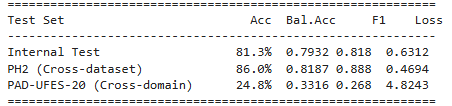 ============================================================
Test Set                        Acc  Bal.Acc     F1    Loss
------------------------------------------------------------
Internal Test                 81.3%  0.7932 0.818  0.6312
PH2 (Cross-dataset)           86.0%  0.8187 0.888  0.4694
PAD-UFES-20 (Cross-domain)    24.8%  0.3316 0.268  4.8243
============================================================